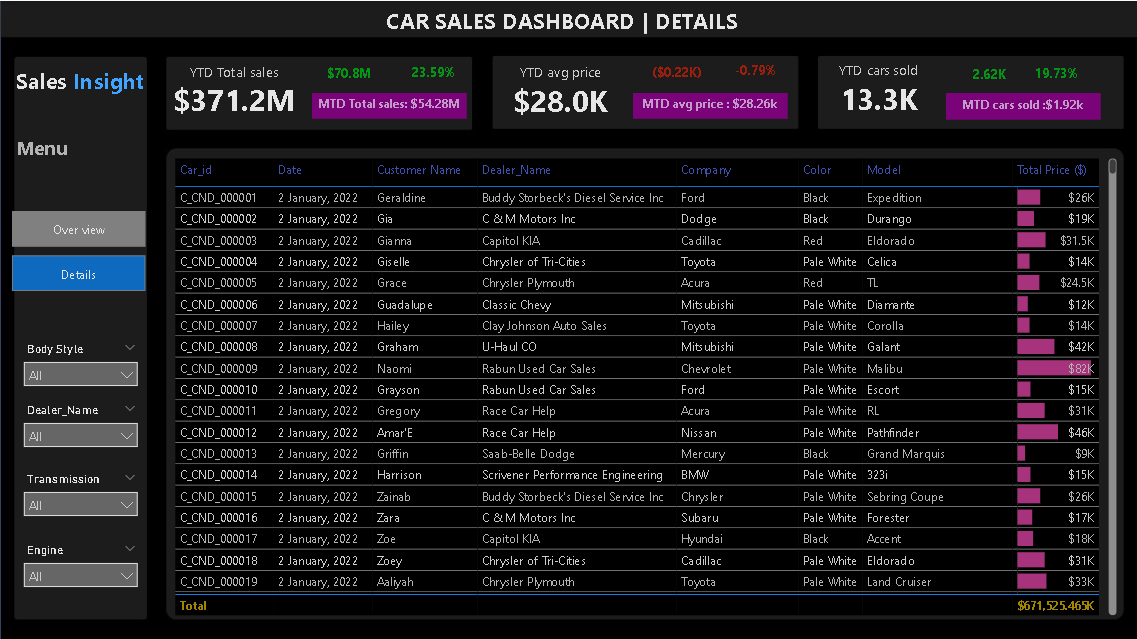 CAR SALES DASHBOARD | DETAILS
Sales Insight
Menu
Over view
Details
Body Style
All
Dealer_Name
All
Transmission
All
Engine
All
YTD Total sales $70.8M 23.59%
$371.2M MTD Total sales: $54.28M
YTD avg price ($0.22K) -0.79%
$28.0K MTD avg price : $28.26k
YTD cars sold 2.62K 19.73%
13.3K MTD cars sold :$1.92k
Car_id Date Customer Name Dealer_Name Company Color Model Total Price ($)
C_CND_000001 2 January, 2022 Geraldine Buddy Storbeck's Diesel Service Inc Ford Black Expedition $26K
C_CND_000002 2 January, 2022 Gia C & M Motors Inc Dodge Black Durango $19K
C_CND_000003 2 January, 2022 Gianna Capitol KIA Cadillac Red Eldorado $31.5K
C_CND_000004 2 January, 2022 Giselle Chrysler of Tri-Cities Toyota Pale White Celica $14K
C_CND_000005 2 January, 2022 Grace Chrysler Plymouth Acura Red TL $24.5K
C_CND_000006 2 January, 2022 Guadalupe Classic Chevy Mitsubishi Pale White Diamante $12K
C_CND_000007 2 January, 2022 Hailey Clay Johnson Auto Sales Toyota Pale White Corolla $14K
C_CND_000008 2 January, 2022 Graham U-Haul CO Mitsubishi Pale White Galant $42K
C_CND_000009 2 January, 2022 Naomi Rabun Used Car Sales Chevrolet Pale White Malibu $82K
C_CND_000010 2 January, 2022 Grayson Rabun Used Car Sales Ford Pale White Escort $15K
C_CND_000011 2 January, 2022 Gregory Race Car Help Acura Pale White RL $31K
C_CND_000012 2 January, 2022 Amar'E Race Car Help Nissan Pale White Pathfinder $46K
C_CND_000013 2 January, 2022 Griffin Saab-Belle Dodge Mercury Black Grand Marquis $9K
C_CND_000014 2 January, 2022 Harrison Scrivener Performance Engineering BMW Pale White 323i $15K
C_CND_000015 2 January, 2022 Zainab Buddy Storbeck's Diesel Service Inc Chrysler Pale White Sebring Coupe $26K
C_CND_000016 2 January, 2022 Zara C & M Motors Inc Subaru Pale White Forester $17K
C_CND_000017 2 January, 2022 Zoe Capitol KIA Hyundai Black Accent $18K
C_CND_000018 2 January, 2022 Zoey Chrysler of Tri-Cities Cadillac Pale White Eldorado $31K
C_CND_000019 2 January, 2022 Aaliyah Chrysler Plymouth Toyota Pale White Land Cruiser $33K
Total $671,525.465K